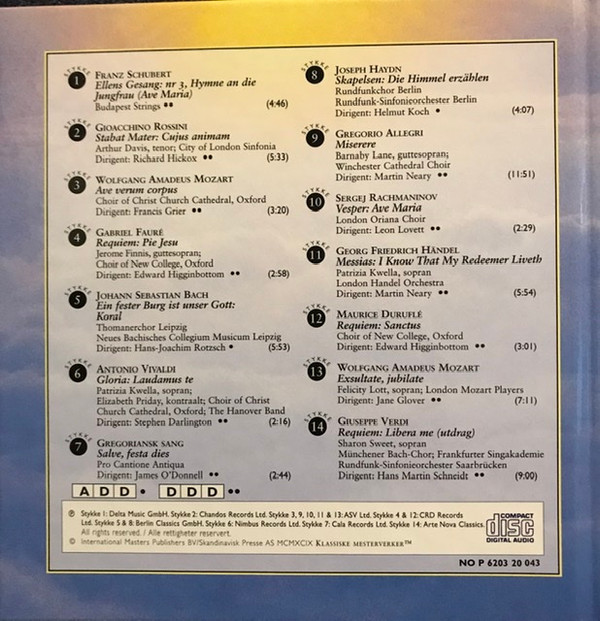 STYKKE
1
FRANZ SCHUBERT
Ellens Gesang: nr 3, Hymne an die
Jungfrau (Ave Maria)
Budapest Strings •• (4:46)
STYKKE
2
GIOACCHINO ROSSINI
Stabat Mater: Cujus animam
Arthur Davis, tenor; City of London Sinfonia
Dirigent: Richard Hickox •• (5:33)
STYKKE
3
WOLFGANG AMADEUS MOZART
Ave verum corpus
Choir of Christ Church Cathedral, Oxford
Dirigent: Francis Grier •• (3:20)
STYKKE
4
GABRIEL FAURÉ
Requiem: Pie Jesu
Jerome Finnis, guttesopran;
Choir of New College, Oxford
Dirigent: Edward Higginbottom •• (2:58)
STYKKE
5
JOHANN SEBASTIAN BACH
Ein fester Burg ist unser Gott:
Koral
Thomanerchor Leipzig
Neues Bachisches Collegium Musicum Leipzig
Dirigent: Hans-Joachim Rotzsch • (5:53)
STYKKE
6
ANTONIO VIVALDI
Gloria: Laudamus te
Patrizia Kwella, sopran;
Elizabeth Priday, kontraalt; Choir of Christ
Church Cathedral, Oxford; The Hanover Band
Dirigent: Stephen Darlington •• (2:16)
STYKKE
7
GREGORIANSK SANG
Salve, festa dies
Pro Cantione Antiqua
Dirigent: James O'Donnell •• (2:44)
STYKKE
8
JOSEPH HAYDN
Skapelsen: Die Himmel erzählen
Rundfunkchor Berlin
Rundfunk-Sinfonieorchester Berlin
Dirigent: Helmut Koch • (4:07)
STYKKE
9
GREGORIO ALLEGRI
Miserere
Barnaby Lane, guttesopran;
Winchester Cathedral Choir
Dirigent: Martin Neary •• (11:51)
STYKKE
10
SERGEJ RACHMANINOV
Vesper: Ave Maria
London Oriana Choir
Dirigent: Leon Lovett •• (2:29)
STYKKE
11
GEORG FRIEDRICH HÄNDEL
Messias: I Know That My Redeemer Liveth
Patrizia Kwella, sopran
London Handel Orchestra
Dirigent: Martin Neary •• (5:54)
STYKKE
12
MAURICE DURUFLÉ
Requiem: Sanctus
Choir of New College, Oxford
Dirigent: Edward Higginbottom •• (3:01)
STYKKE
13
WOLFGANG AMADEUS MOZART
Exsultate, jubilate
Felicity Lott, sopran; London Mozart Players
Dirigent: Jane Glover •• (7:11)
STYKKE
14
GIUSEPPE VERDI
Requiem: Libera me (utdrag)
Sharon Sweet, sopran
Münchener Bach-Chor; Frankfurter Singakademie
Rundfunk-Sinfonieorchester Saarbrücken
Dirigent: Hans Martin Schneidt •• (9:00)
ADD • DDD ••
℗ Stykke 1: Delta Music GmbH. Stykke 2: Chandos Records Ltd. Stykke 3, 9, 10, 11 & 13: ASV Ltd. Stykke 4 & 12: CRD Records
Ltd. Stykke 5 & 8: Berlin Classics GmbH. Stykke 6: Nimbus Records Ltd. Stykke 7: Cala Records Ltd. Stykke 14: Arte Nova Classics.
All rights reserved. / Alle rettigheter reservert.
© International Masters Publishers BV/Skandinavisk Presse AS MCMXCIX KLASSISKE MESTERVERKER™
COMPACT
disc
DIGITAL AUDIO
NO P 6203 20 043